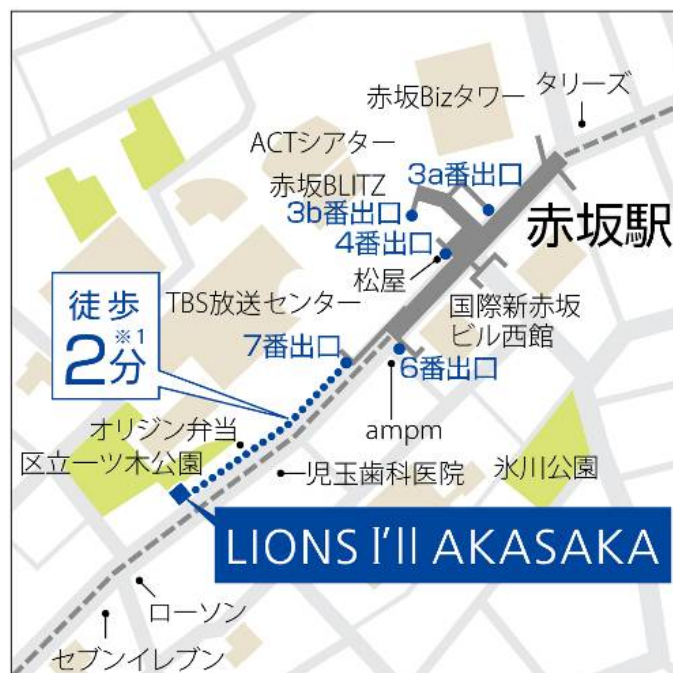 タリーズ
赤坂Bizタワー
ACTシアター
3a番出口
赤坂BLITZ
3b番出口
赤坂駅
4番出口
松屋
TBS放送センター
国際新赤坂
ビル西館
徒歩
※1
2分
7番出口
6番出口
ampm
オリジン弁当
区立一ツ木公園
児玉歯科医院
氷川公園
LIONS I'll AKASAKA
ローソン
セブンイレブン